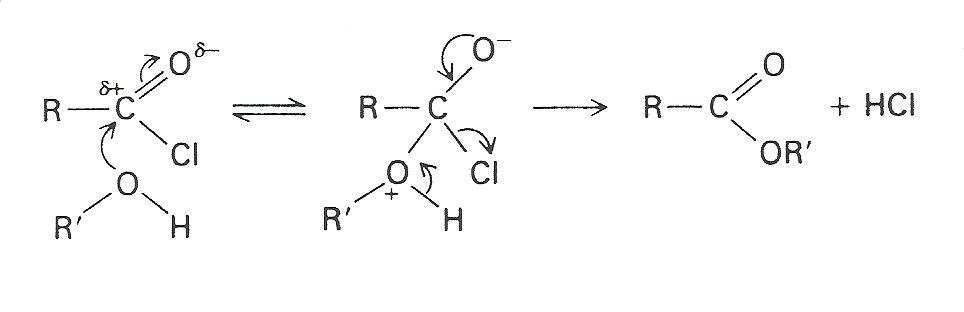 O δ− O− O
δ+
R C R C R C + HCl
Cl O Cl OR′
O +
R′ H R′ H